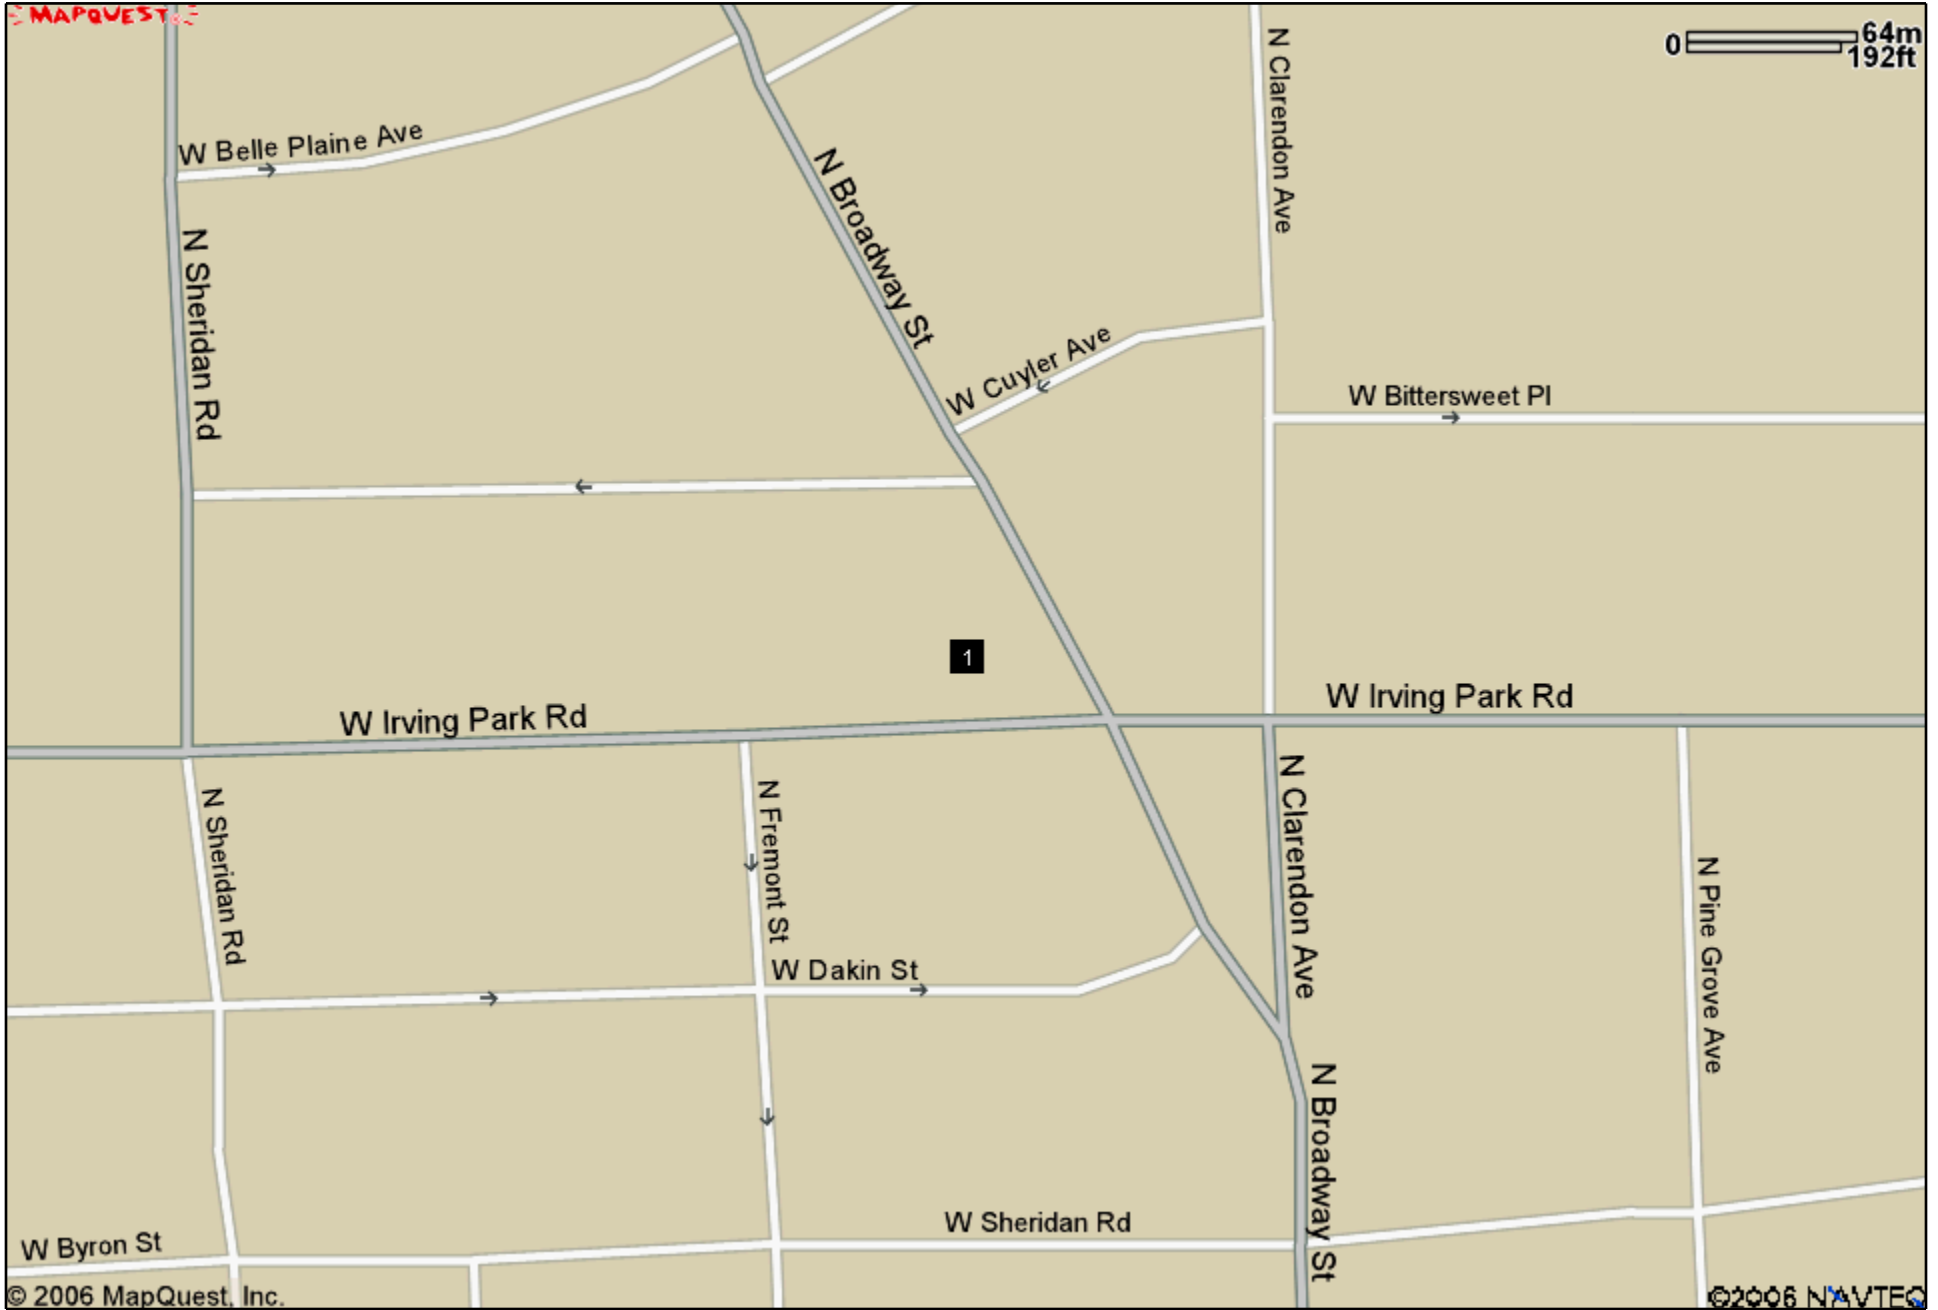 MAPQUEST
0 64m
192ft
N Clarendon Ave
W Belle Plaine Ave
N Broadway St
N Sheridan Rd
W Cuyler Ave
W Bittersweet Pl
1
W Irving Park Rd
W Irving Park Rd
N Sheridan Rd
N Fremont St
N Clarendon Ave
N Pine Grove Ave
W Dakin St
N Broadway St
W Sheridan Rd
W Byron St
© 2006 MapQuest, Inc.
©2006 NAVTEQ